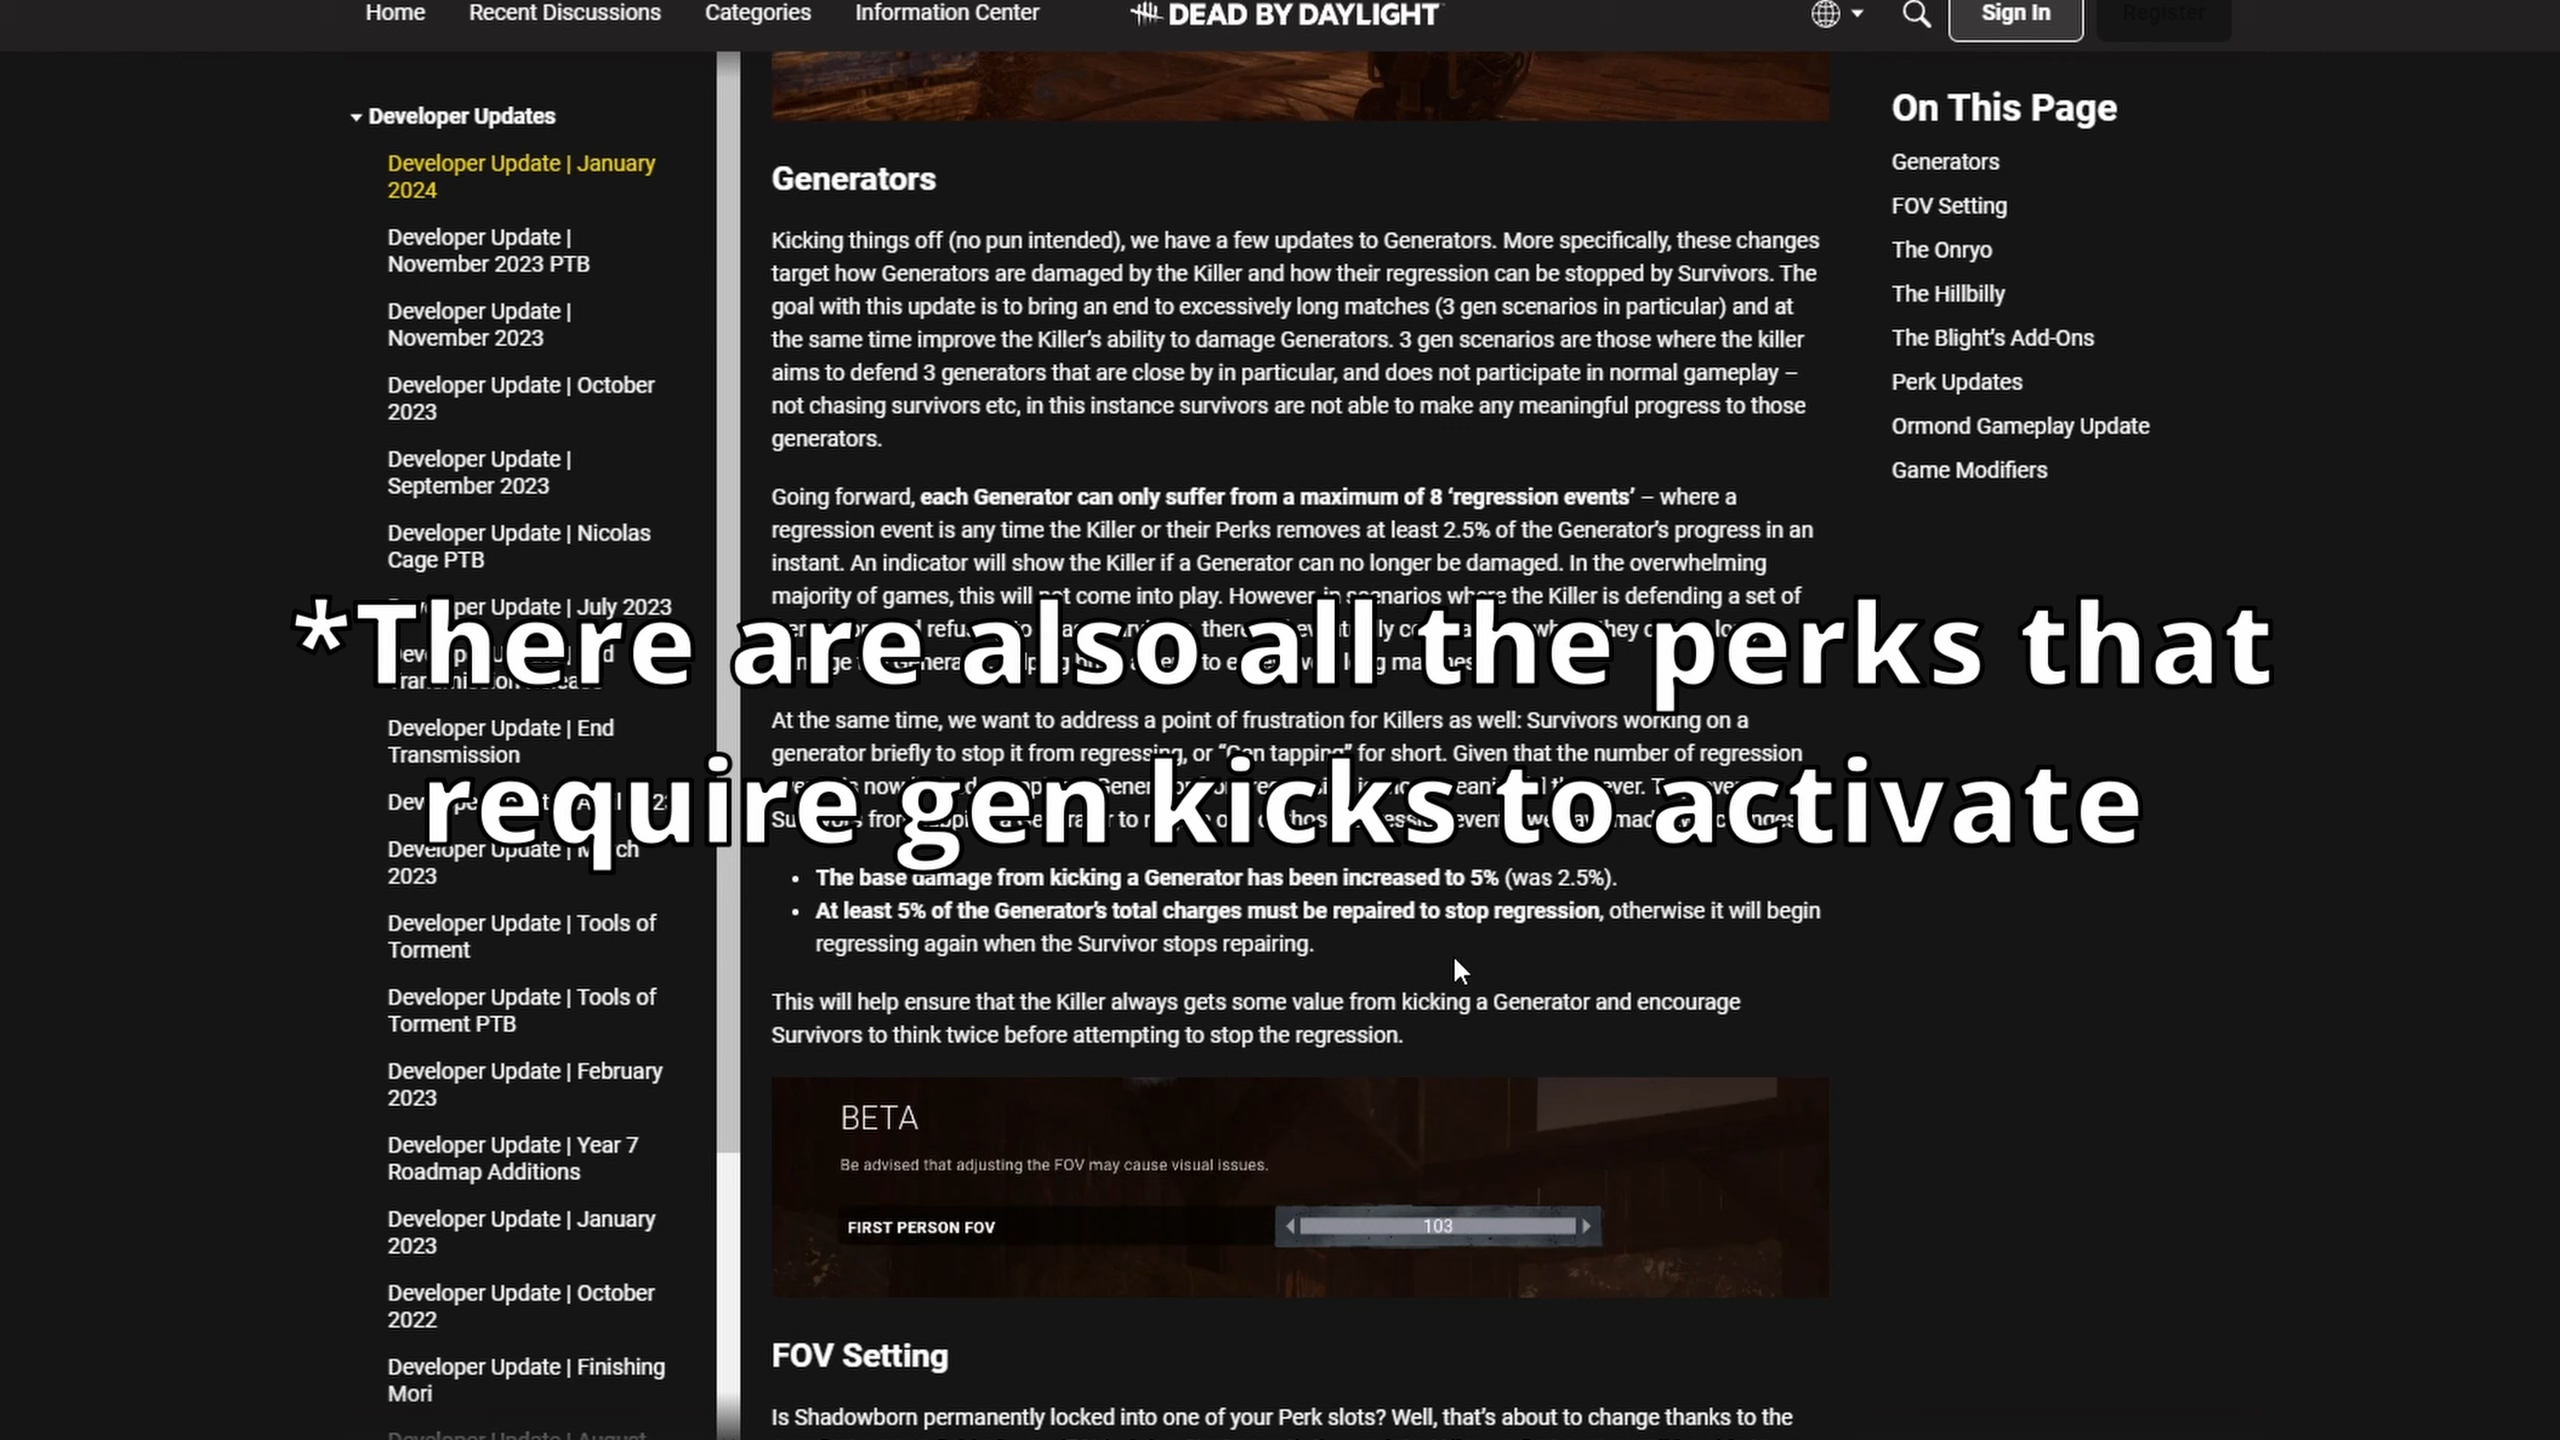 Home Recent Discussions Categories Information Center DEAD BY DAYLIGHT Sign In Register
Developer Updates
Developer Update | January
2024
Developer Update |
November 2023 PTB
Developer Update |
November 2023
Developer Update | October
2023
Developer Update |
September 2023
Developer Update | Nicolas
Cage PTB
Update | July 2023
Developer Update | End
Transmission
Developer Update | March
2023
Developer Update | Tools of
Torment
Developer Update | Tools of
Torment PTB
Developer Update | February
2023
Developer Update | Year 7
Roadmap Additions
Developer Update | January
2023
Developer Update | October
2022
Developer Update | Finishing
Mori
Developer Update | August
Generators
Kicking things off (no pun intended), we have a few updates to Generators. More specifically, these changes
target how Generators are damaged by the Killer and how their regression can be stopped by Survivors. The
goal with this update is to bring an end to excessively long matches (3 gen scenarios in particular) and at
the same time improve the Killer's ability to damage Generators. 3 gen scenarios are those where the killer
aims to defend 3 generators that are close by in particular, and does not participate in normal gameplay –
not chasing survivors etc, in this instance survivors are not able to make any meaningful progress to those
generators.
Going forward, each Generator can only suffer from a maximum of 8 ‘regression events’ – where a
regression event is any time the Killer or their Perks removes at least 2.5% of the Generator's progress in an
instant. An indicator will show the Killer if a Generator can no longer be damaged. In the overwhelming
majority of games, this will not come into play. However, in scenarios where the Killer is defending a set of
*There are also all the perks that
require gen kicks to activate
At the same time, we want to address a point of frustration for Killers as well: Survivors working on a
generator briefly to stop it from regressing, or “Gen tapping” for short. Given that the number of regression
The base damage from kicking a Generator has been increased to 5% (was 2.5%).
At least 5% of the Generator's total charges must be repaired to stop regression, otherwise it will begin
regressing again when the Survivor stops repairing.
This will help ensure that the Killer always gets some value from kicking a Generator and encourage
Survivors to think twice before attempting to stop the regression.
BETA
Be advised that adjusting the FOV may cause visual issues.
FIRST PERSON FOV 103
FOV Setting
Is Shadowborn permanently locked into one of your Perk slots? Well, that's about to change thanks to the
On This Page
Generators
FOV Setting
The Onryo
The Hillbilly
The Blight's Add-Ons
Perk Updates
Ormond Gameplay Update
Game Modifiers